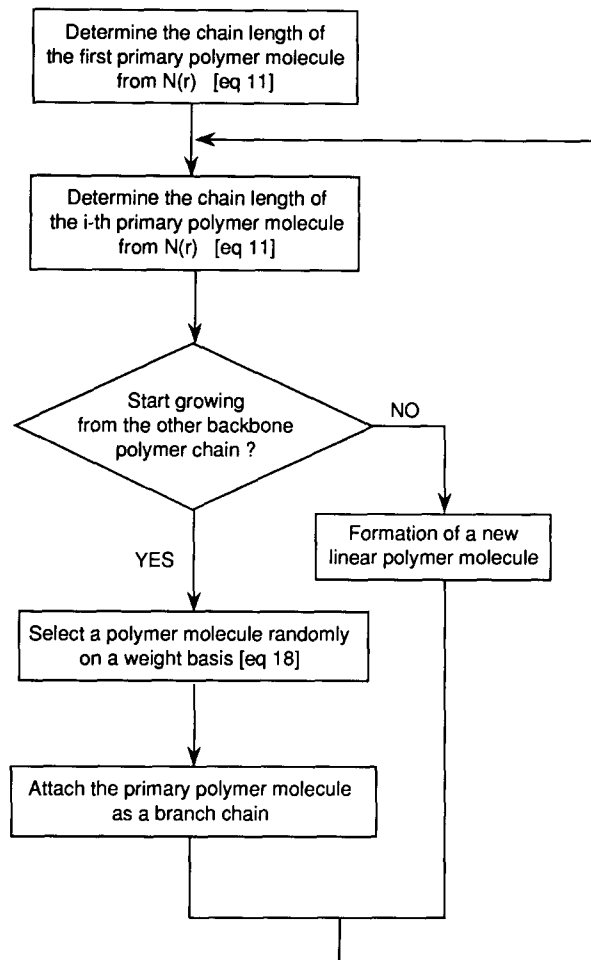 Determine the chain length of
the first primary polymer molecule
from N(r) [eq 11]
Determine the chain length of
the i-th primary polymer molecule
from N(r) [eq 11]
Start growing
from the other backbone
polymer chain ?
NO
YES
Formation of a new
linear polymer molecule
Select a polymer molecule randomly
on a weight basis [eq 18]
Attach the primary polymer molecule
as a branch chain